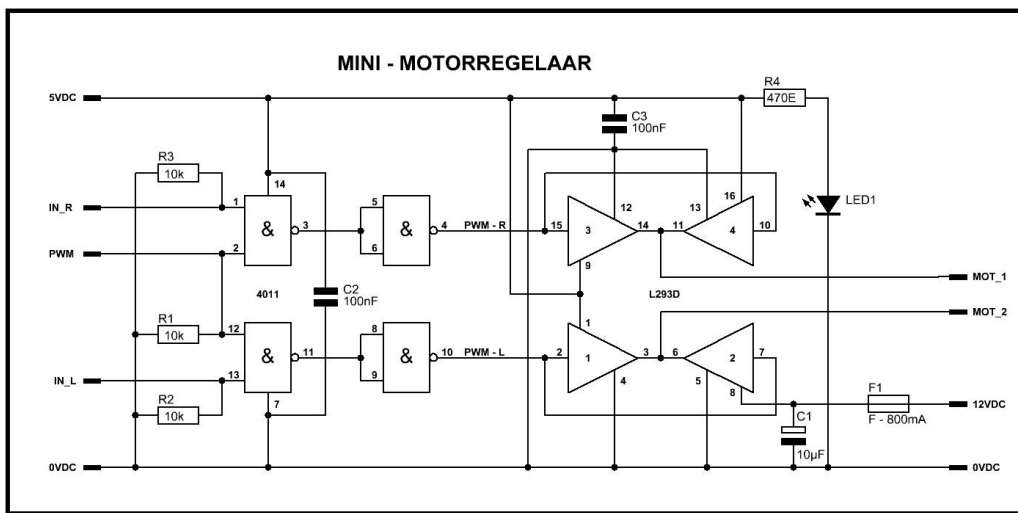 MINI - MOTORREGELAAR
5VDC
R4
470E
C3
100nF
R3
10k
14
IN_R
1
&
3
5
6
&
4
PWM - R
15
3
12
14
13
11
16
4
10
LED1
PWM
2
9
MOT_1
4011
C2
100nF
L293D
MOT_2
R1
10k
12
&
11
8
9
&
10
PWM - L
1
2
1
3
6
2
7
IN_L
13
7
4
5
8
F1
F - 800mA
12VDC
R2
10k
C1
10µF
0VDC
0VDC